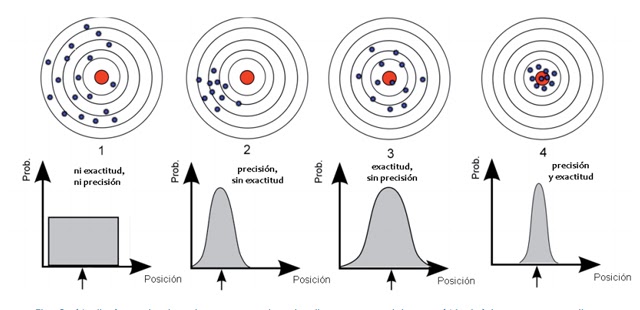 1
2
3
4
Prob.
ni exactitud,
ni precisión
Posición
Prob.
precisión,
sin exactitud
Posición
Prob.
exactitud,
sin precisión
Posición
Prob.
precisión
y exactitud
Posición